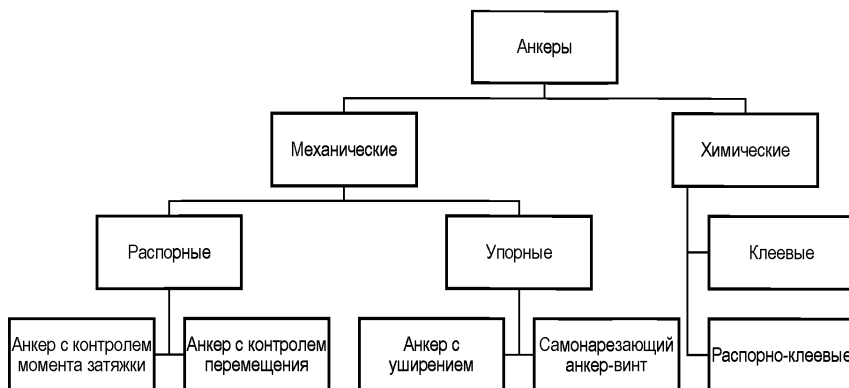 Анкеры
Механические
Химические
Распорные
Упорные
Клеевые
Анкер с контролем
момента затяжки
Анкер с контролем
перемещения
Анкер с
уширением
Самонарезающий
анкер-винт
Распорно-клеевые